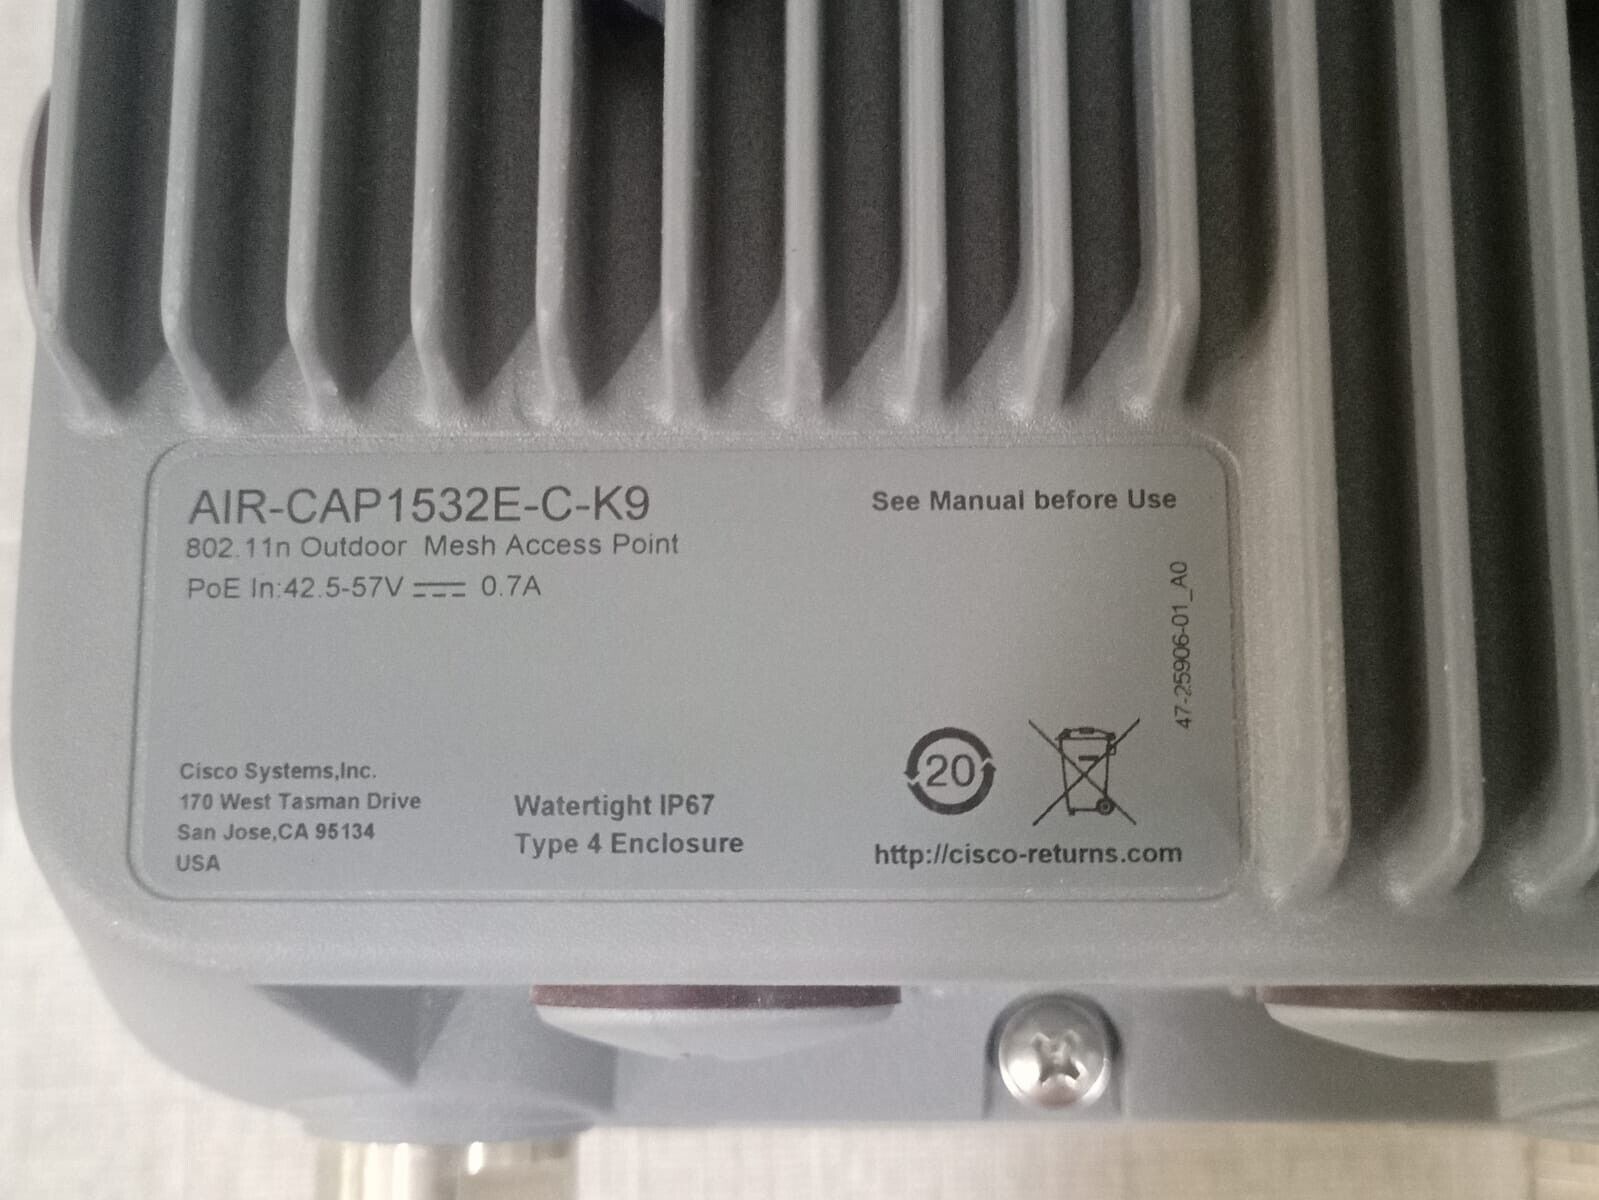 AIR-CAP1532E-C-K9
802.11n Outdoor Mesh Access Point
PoE In:42.5-57V ⎓ 0.7A
See Manual before Use
47-25906-01_A0
Cisco Systems,Inc.
170 West Tasman Drive
San Jose,CA 95134
USA
Watertight IP67
Type 4 Enclosure
20
7
http://cisco-returns.com